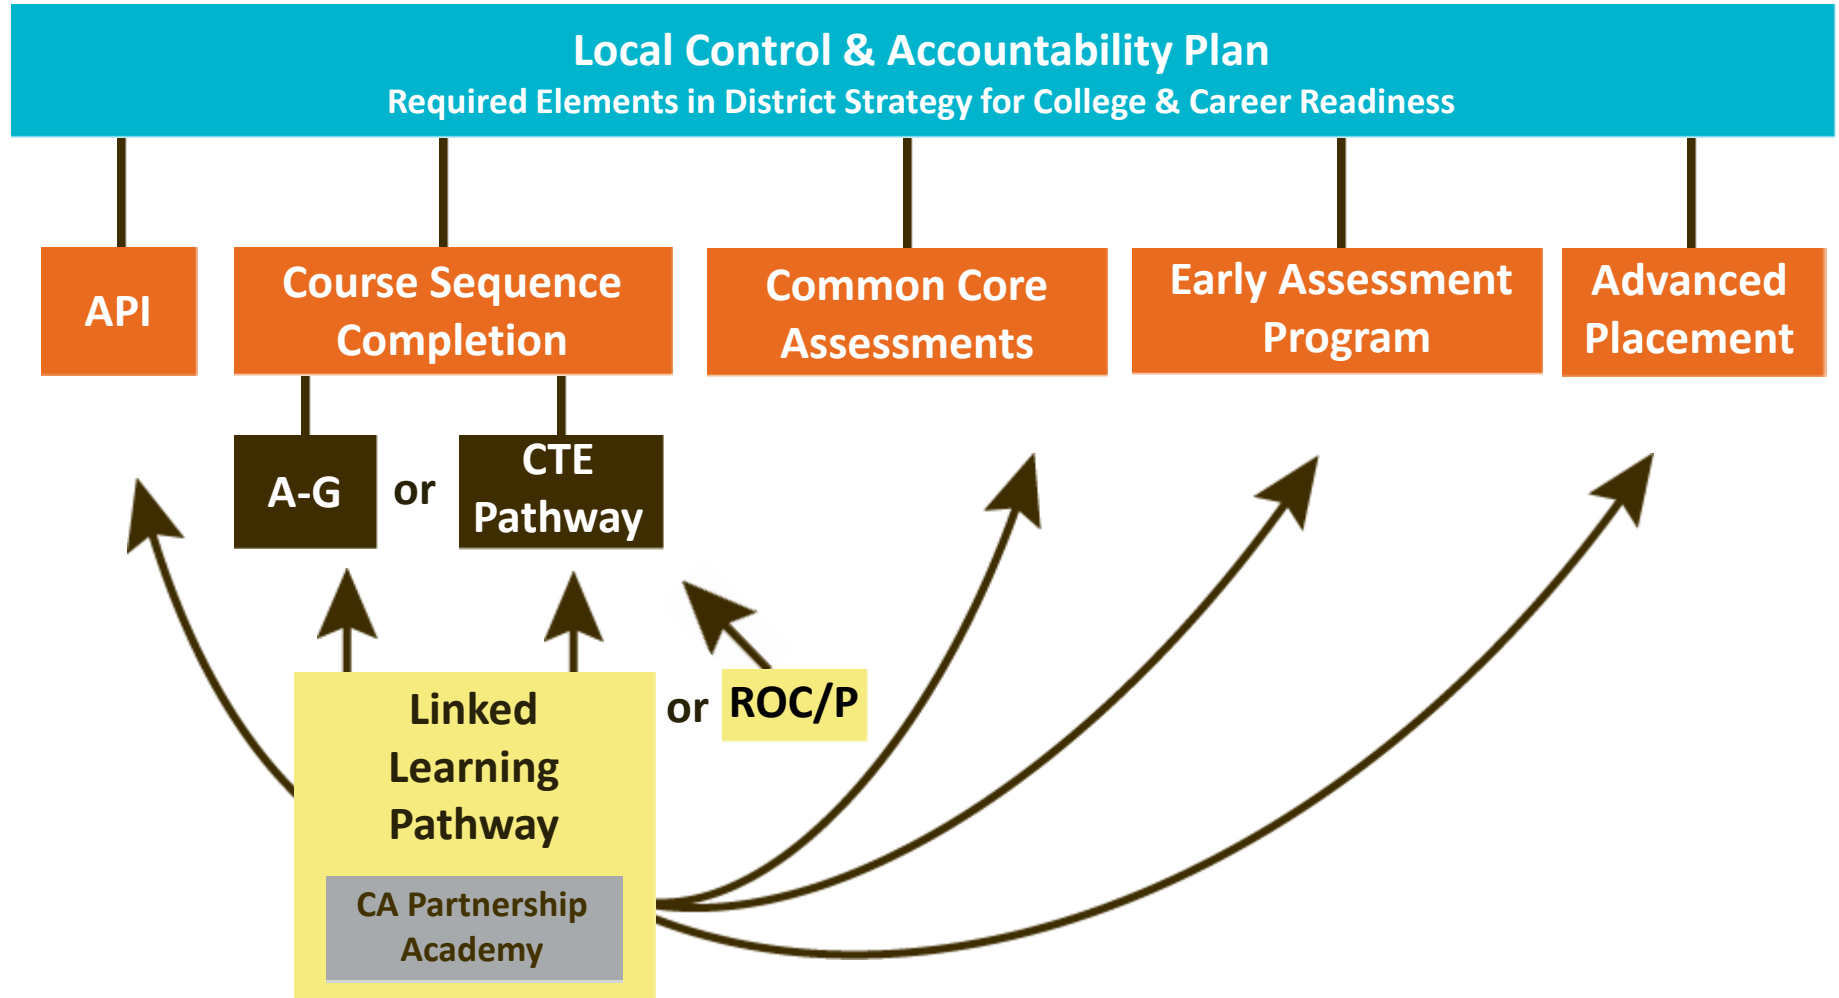 Local Control & Accountability Plan
Required Elements in District Strategy for College & Career Readiness
API
Course Sequence
Completion
Common Core
Assessments
Early Assessment
Program
Advanced
Placement
A-G
or
CTE
Pathway
Linked
Learning
Pathway
or
ROC/P
CA Partnership
Academy